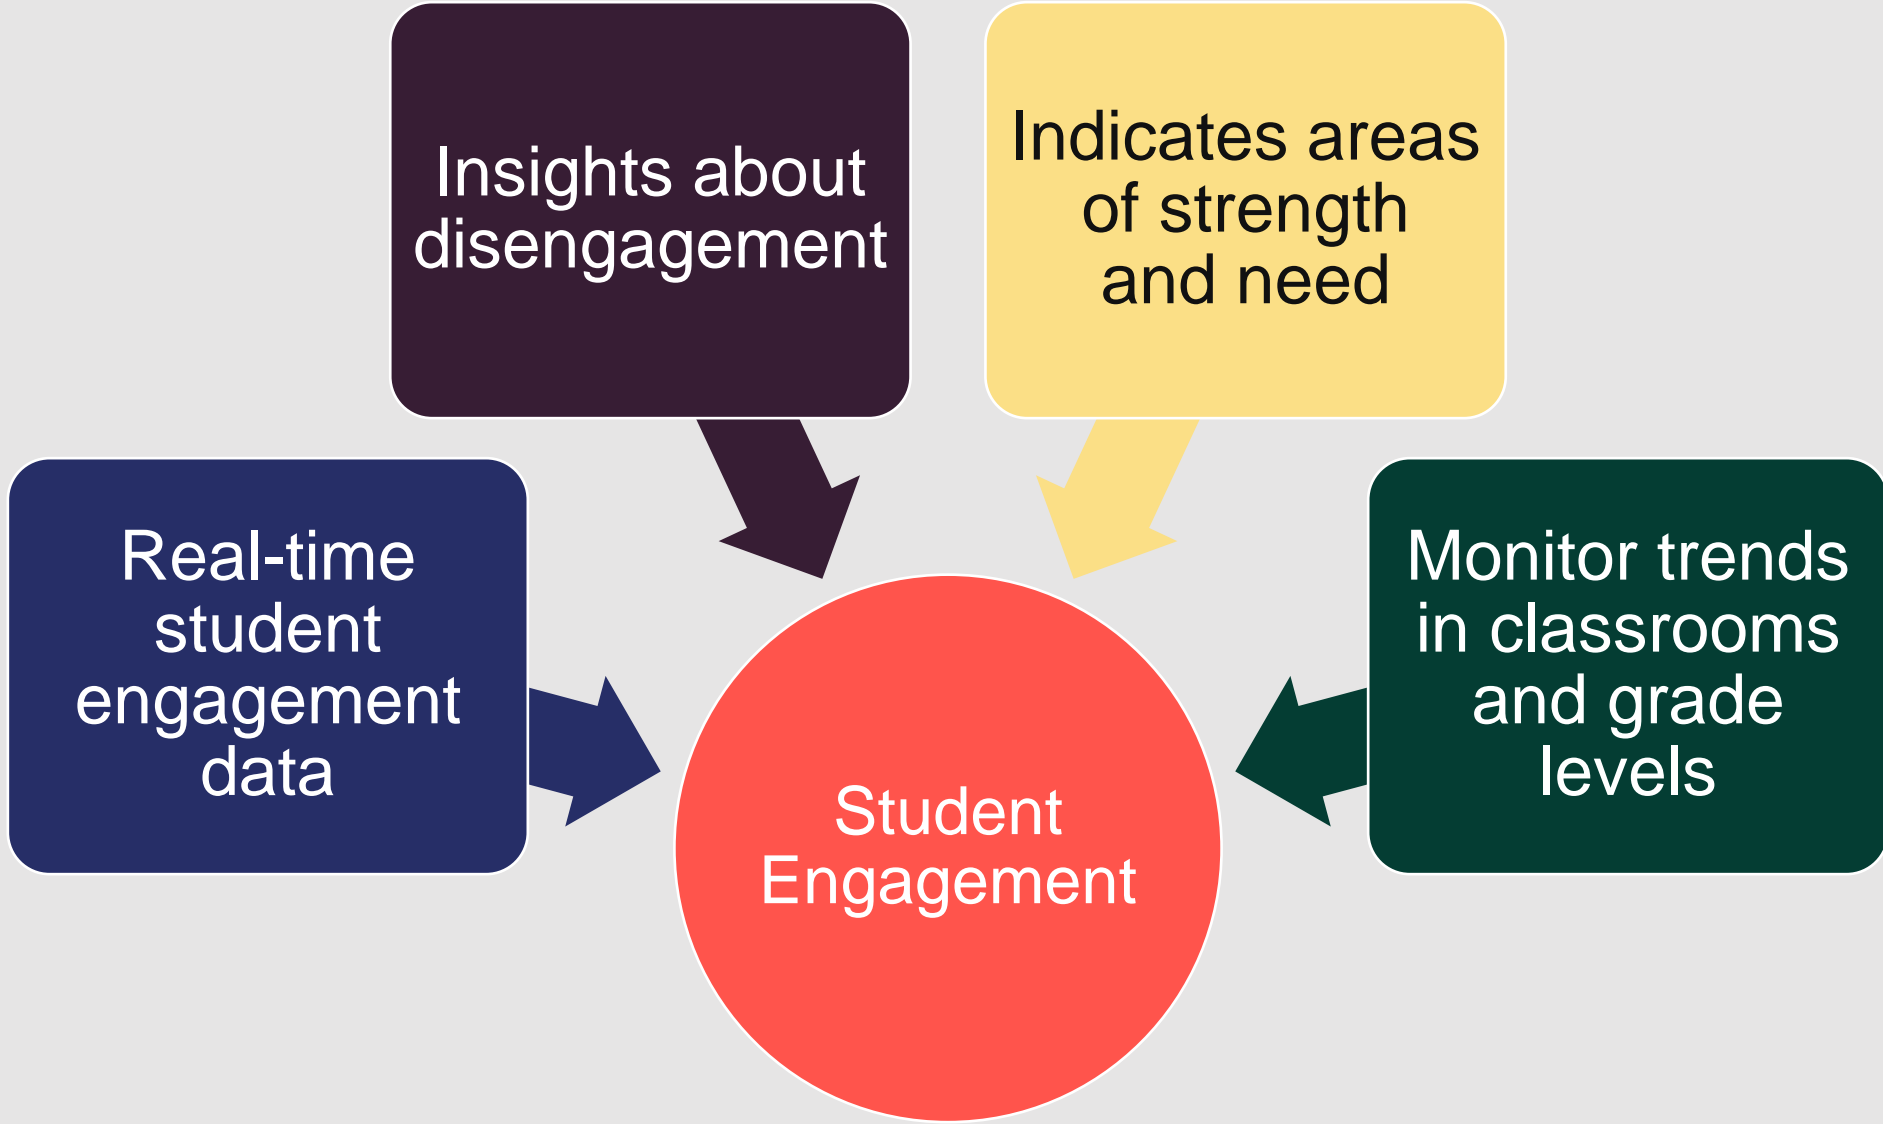 Insights about
disengagement
Indicates areas
of strength
and need
Real-time
student
engagement
data
Monitor trends
in classrooms
and grade
levels
Student
Engagement